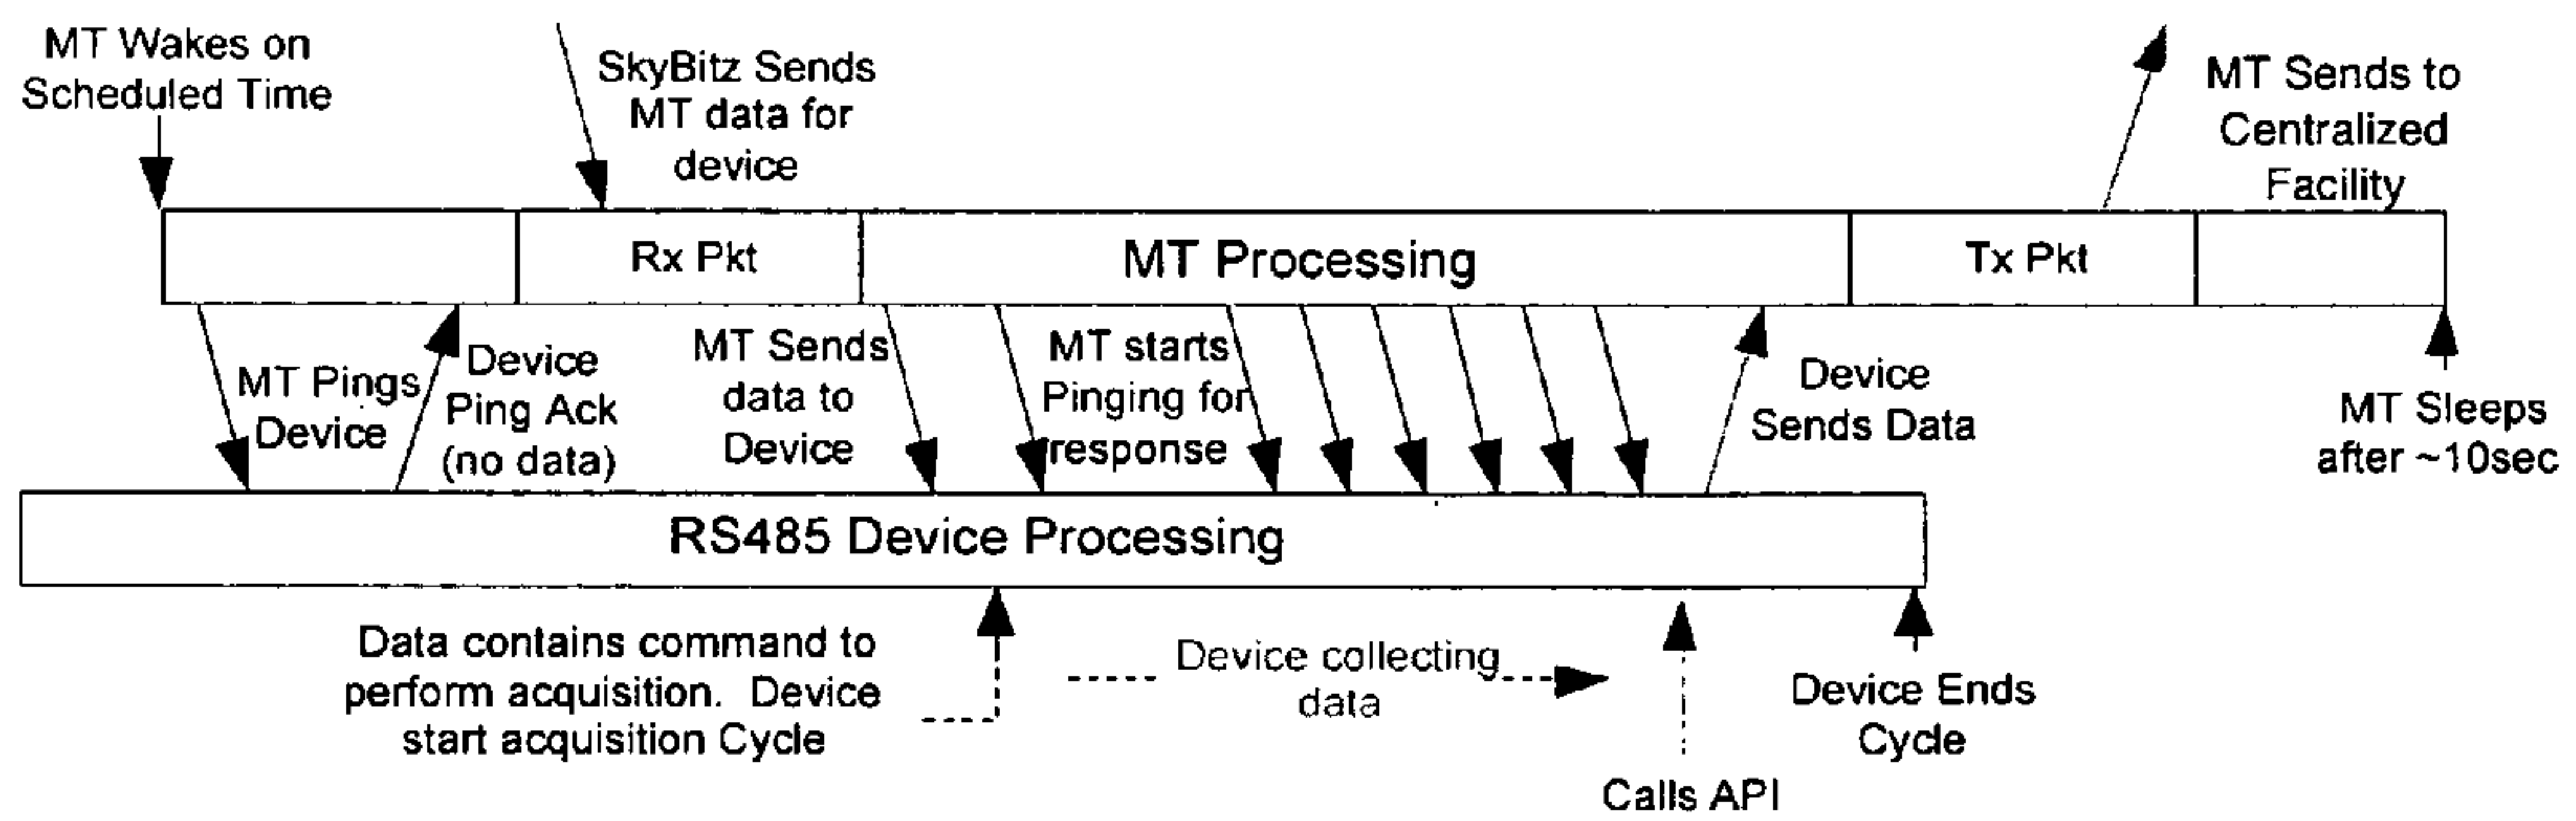 MT Wakes on
Scheduled Time
SkyBitz Sends
MT data for
device
MT Sends to
Centralized
Facility
Rx Pkt
MT Processing
Tx Pkt
MT Pings
Device
Device
Ping Ack
(no data)
MT Sends
data to
Device
MT starts
Pinging for
response
Device
Sends Data
MT Sleeps
after ~10sec
RS485 Device Processing
Data contains command to
perform acquisition. Device
start acquisition Cycle
Device collecting
data
Calls API
Device Ends
Cycle